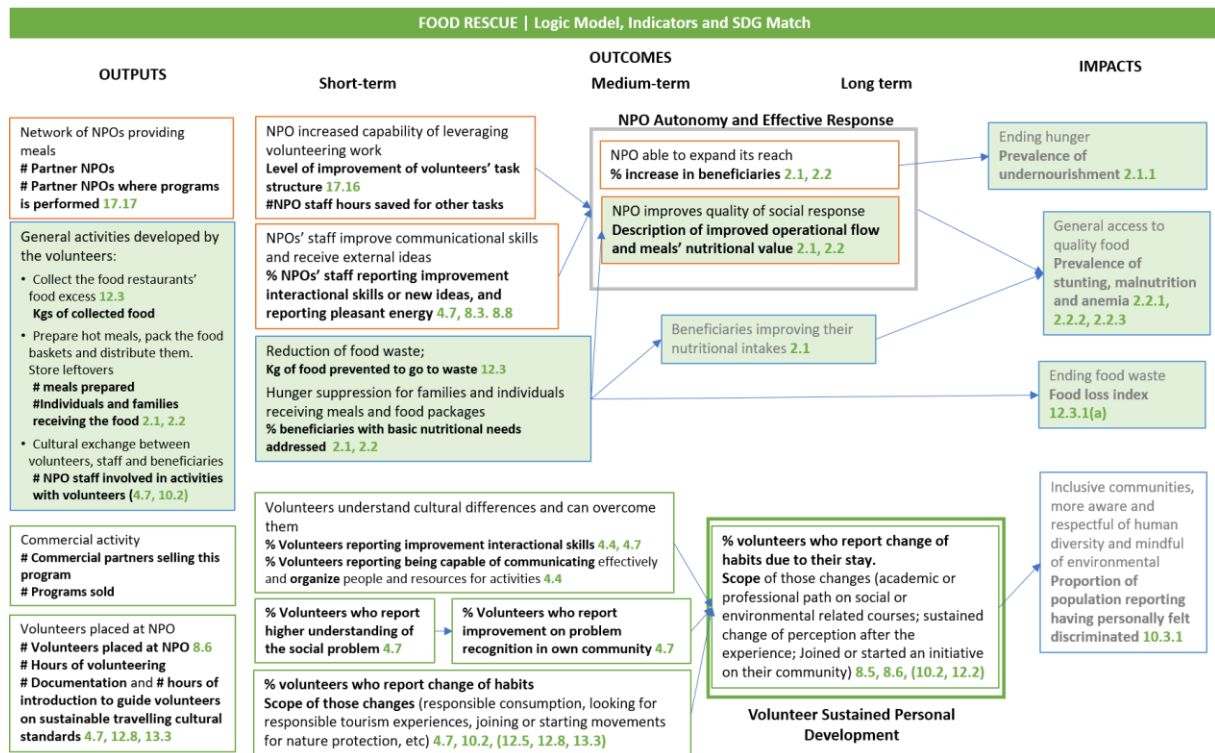 FOOD RESCUE | Logic Model, Indicators and SDG Match
OUTPUTS
OUTCOMES
Short-term
Medium-term
Long term
IMPACTS
Network of NPOs providing
meals
# Partner NPOs
# Partner NPOs where programs
is performed 17.17
General activities developed by
the volunteers:
• Collect the food restaurants'
food excess 12.3
Kgs of collected food
• Prepare hot meals, pack the food
baskets and distribute them.
Store leftovers
# meals prepared
#Individuals and families
receiving the food 2.1, 2.2
• Cultural exchange between
volunteers, staff and beneficiaries
# NPO staff involved in activities
with volunteers (4.7, 10.2)
Commercial activity
# Commercial partners selling this
program
# Programs sold
Volunteers placed at NPO
# Volunteers placed at NPO 8.6
# Hours of volunteering
# Documentation and # hours of
introduction to guide volunteers
on sustainable travelling cultural
standards 4.7, 12.8, 13.3
NPO increased capability of leveraging
volunteering work
Level of improvement of volunteers' task
structure 17.16
#NPO staff hours saved for other tasks
NPOs' staff improve communicational skills
and receive external ideas
% NPOs' staff reporting improvement
interactional skills or new ideas, and
reporting pleasant energy 4.7, 8.3. 8.8
Reduction of food waste;
Kg of food prevented to go to waste 12.3
Hunger suppression for families and individuals
receiving meals and food packages
% beneficiaries with basic nutritional needs
addressed 2.1, 2.2
Volunteers understand cultural differences and can overcome
them
% Volunteers reporting improvement interactional skills 4.4, 4.7
% Volunteers reporting being capable of communicating effectively
and organize people and resources for activities 4.4
% Volunteers who report
higher understanding of
the social problem
4.7
% Volunteers who report
improvement on problem
recognition in own community 4.7
% volunteers who report change of habits
Scope of those changes (responsible consumption, looking for
responsible tourism experiences, joining or starting movements
for nature protection, etc) 4.7, 10.2, (12.5, 12.8, 13.3)
NPO Autonomy and Effective Response
NPO able to expand its reach
% increase in beneficiaries 2.1, 2.2
NPO improves quality of social response
Description of improved operational flow
and meals' nutritional value 2.1, 2.2
Beneficiaries improving their
nutritional intakes 2.1
% volunteers who report change of
habits due to their stay.
Scope of those changes (academic or
professional path on social or
environmental related courses; sustained
change of perception after the
experience; Joined or started an initiative
on their community) 8.5, 8.6, (10.2, 12.2)
Volunteer Sustained Personal
Development
Ending hunger
Prevalence of
undernourishment 2.1.1
General access to
quality food
Prevalence of
stunting, malnutrition
and anemia 2.2.1,
2.2.2, 2.2.3
Ending food waste
Food loss index
12.3.1(a)
Inclusive communities,
more aware and
respectful of human
diversity and mindful
of environmental
Proportion of
population reporting
having personally felt
discriminated 10.3.1